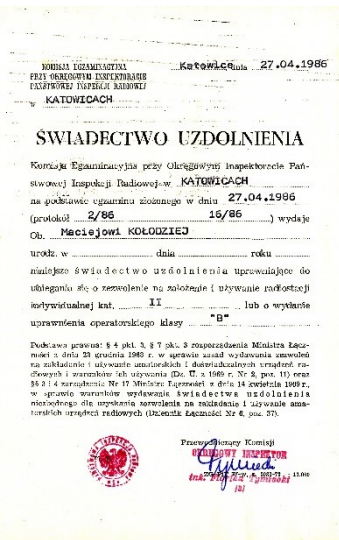 Katowice dnia 27.04.1986
KOMISJA EGZAMINACYJNA
PRZY OKRĘGOWYM INSPEKTORACIE
PAŃSTWOWEJ INSPEKCJI RADIOWEJ
w KATOWICACH
ŚWIADECTWO UZDOLNIENIA
Komisja Egzaminacyjna przy Okręgowym Inspektoracie Pań-
stwowej Inspekcji Radiowej w KATOWICACH
na podstawie egzaminu złożonego w dniu 27.04.1986
(protokół 2/86 16/86 ) wydaje
Ob. Maciejowi KOŁODZIEJ
urodz. w dnia roku
niniejsze świadectwo uzdolnienia uprawniające do
ubiegania się o zezwolenie na założenie i używanie radiostacji
indywidualnej kat. II lub o wydanie
uprawnienia operatorskiego klasy "B"
Podstawa prawna: § 4 pkt. 5, § 7 pkt. 3 rozporządzenia Ministra Łącz-
ności z dnia 23 grudnia 1968 r. w sprawie zasad wydawania zezwoleń
na zakładanie i używanie amatorskich i doświadczalnych urządzeń ra-
diowych i warunków ich używania (Dz. U. z 1969 r. Nr 2, poz. 11) oraz
§ 3 i 4 zarządzenia Nr 17 Ministra Łączności z dnia 14 kwietnia 1969 r.,
w sprawie warunków wydawania świadectwa uzdolnienia
niezbędnego dla uzyskania zezwolenia na zakładanie i używanie ama-
torskich urządzeń radiowych (Dziennik Łączności Nr 6, poz. 37).
Przewodniczący Komisji
OKRĘGOWY INSPEKTOR
inż.